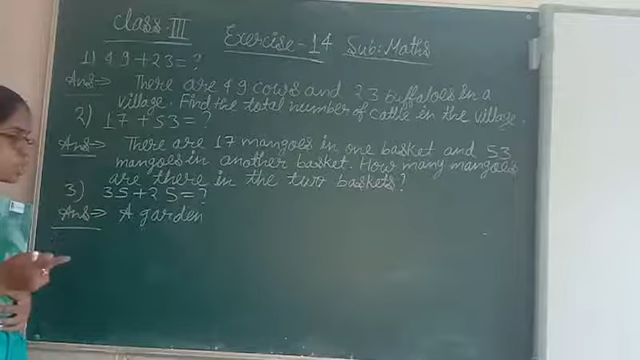 Class-III Exercise-14 Sub: Maths
1) 49+23=?
Ans⇒ There are 49 cows and 23 buffaloes in a
village. Find the total number of cattle in the village.
2) 17+53=?
Ans⇒ There are 17 mangoes in one basket and 53
mangoes in another basket. How many mangoes
are there in the two baskets?
3) 35+25=?
Ans⇒ A garden